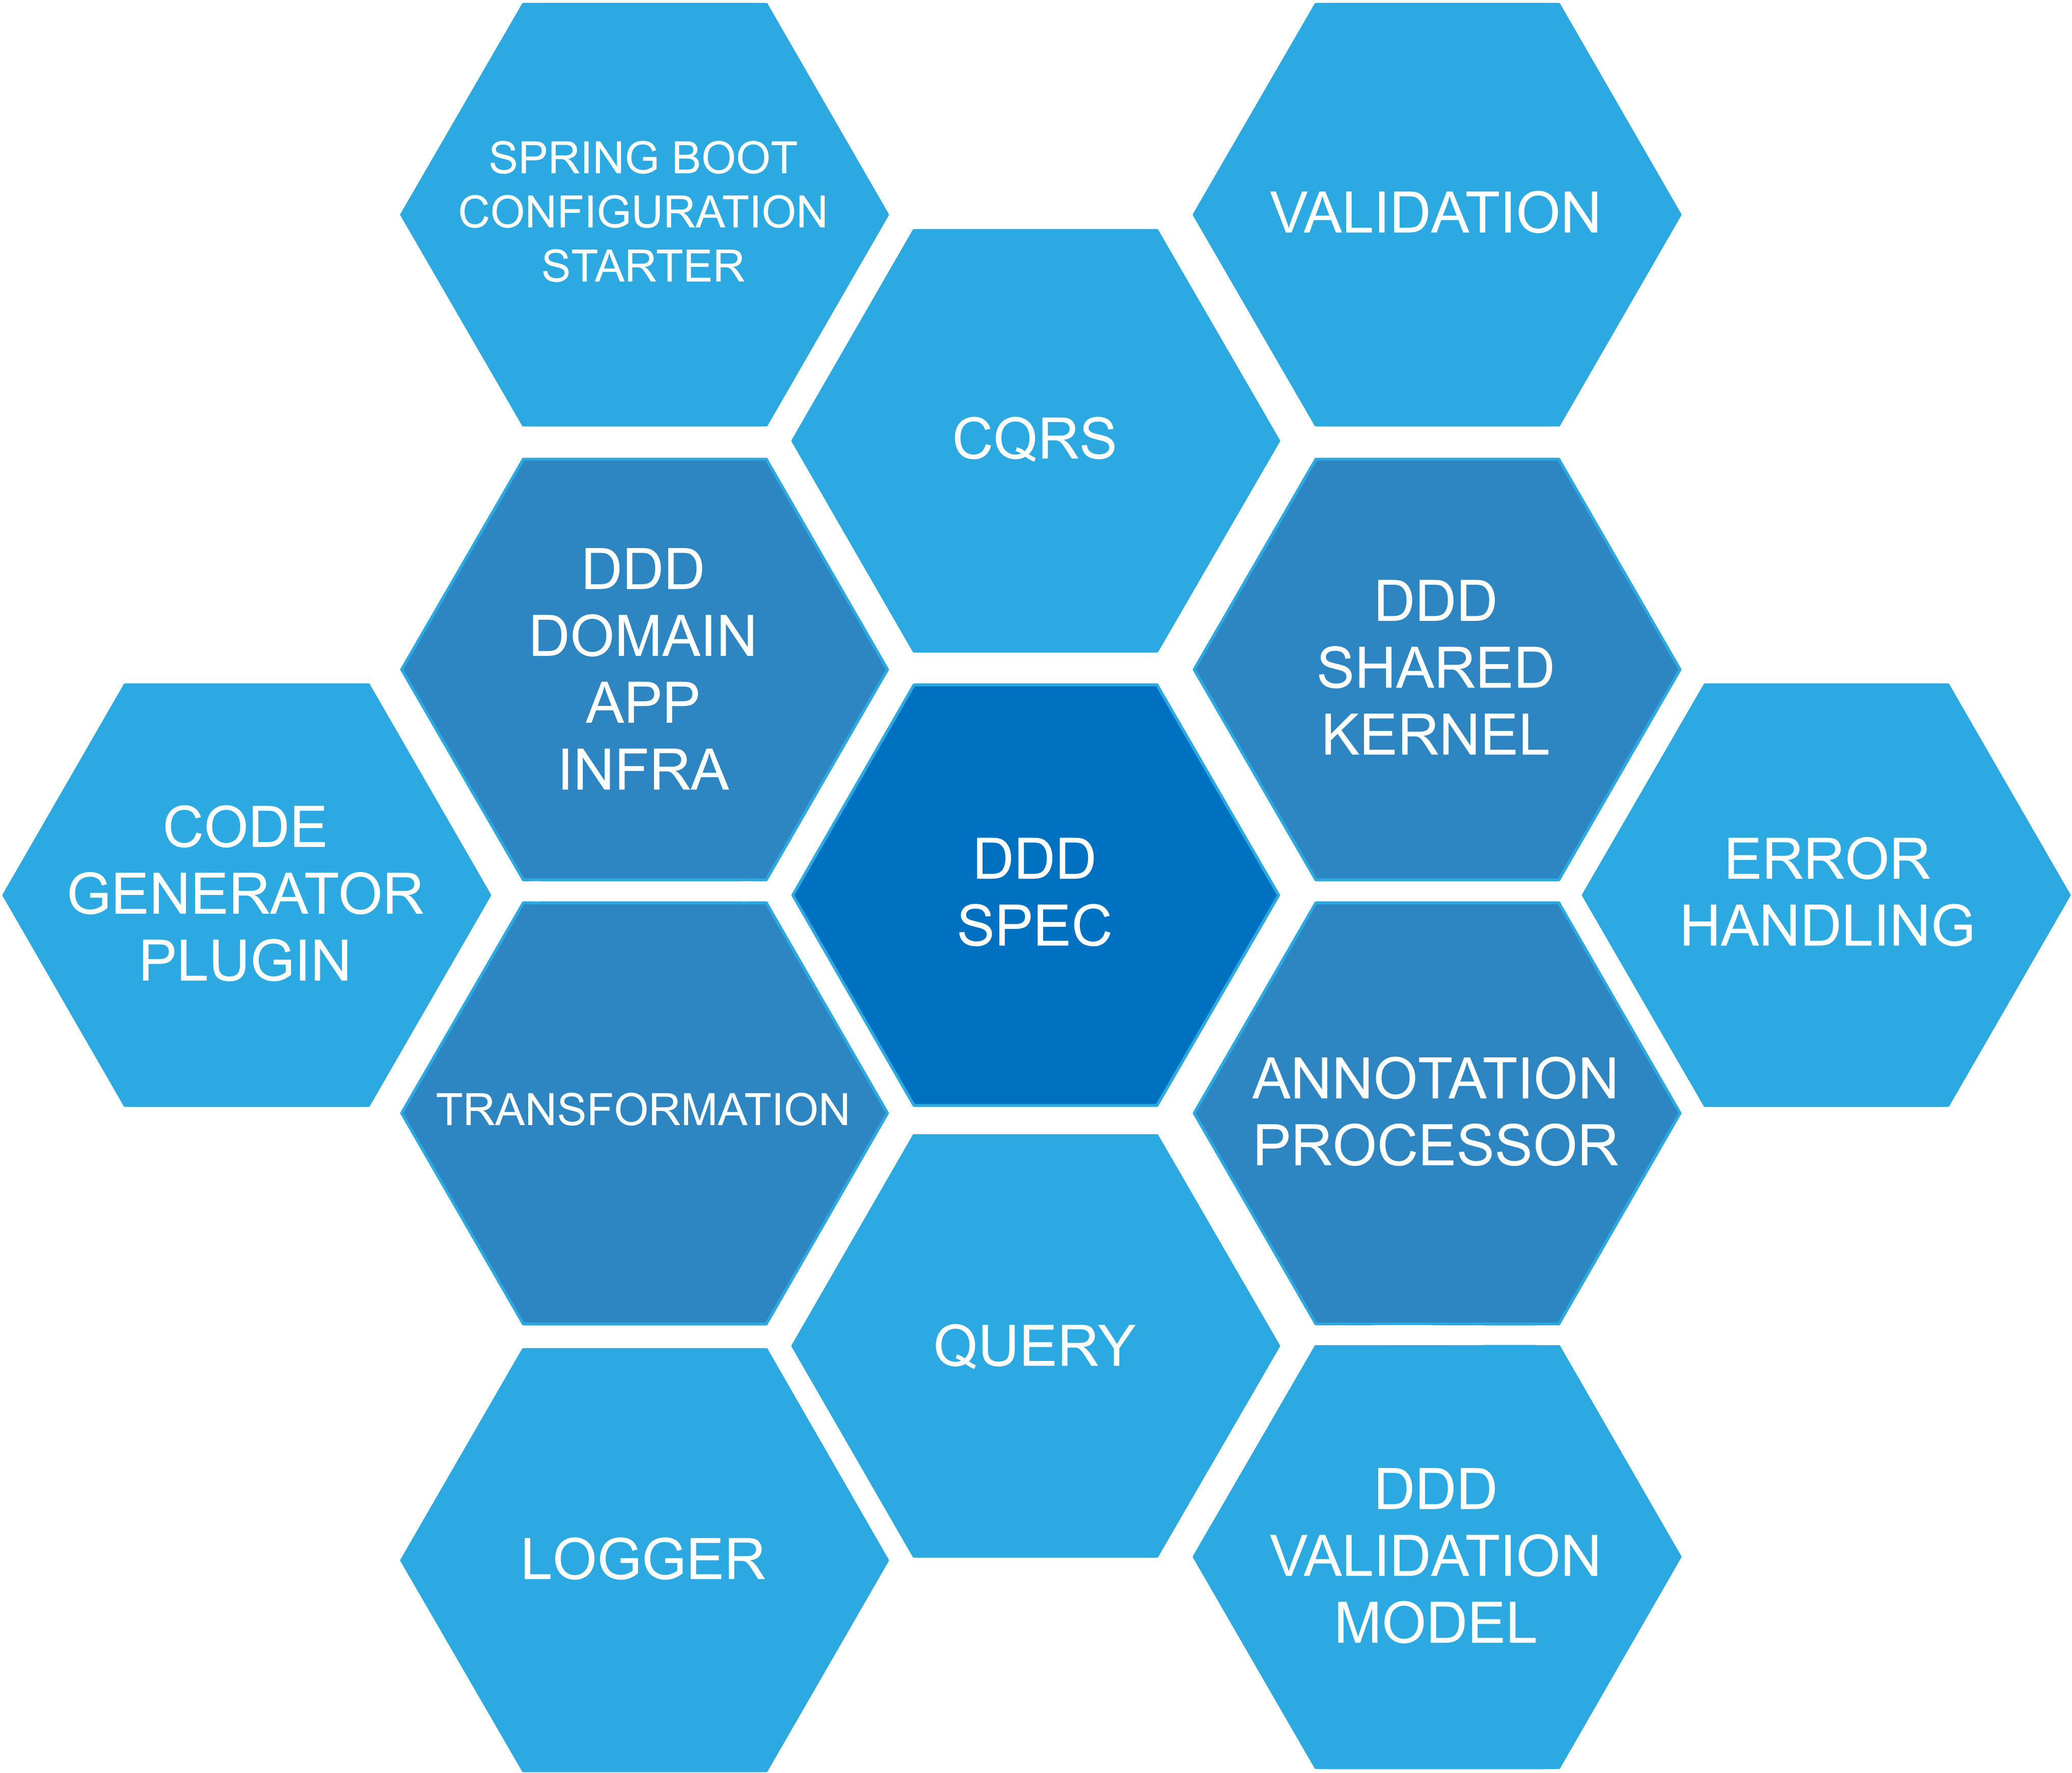 SPRING BOOT
CONFIGURATION
STARTER
VALIDATION
CQRS
DDD
DOMAIN
APP
INFRA
DDD
SHARED
KERNEL
CODE
GENERATOR
PLUGIN
DDD
SPEC
ERROR
HANDLING
TRANSFORMATION
ANNOTATION
PROCESSOR
QUERY
LOGGER
DDD
VALIDATION
MODEL